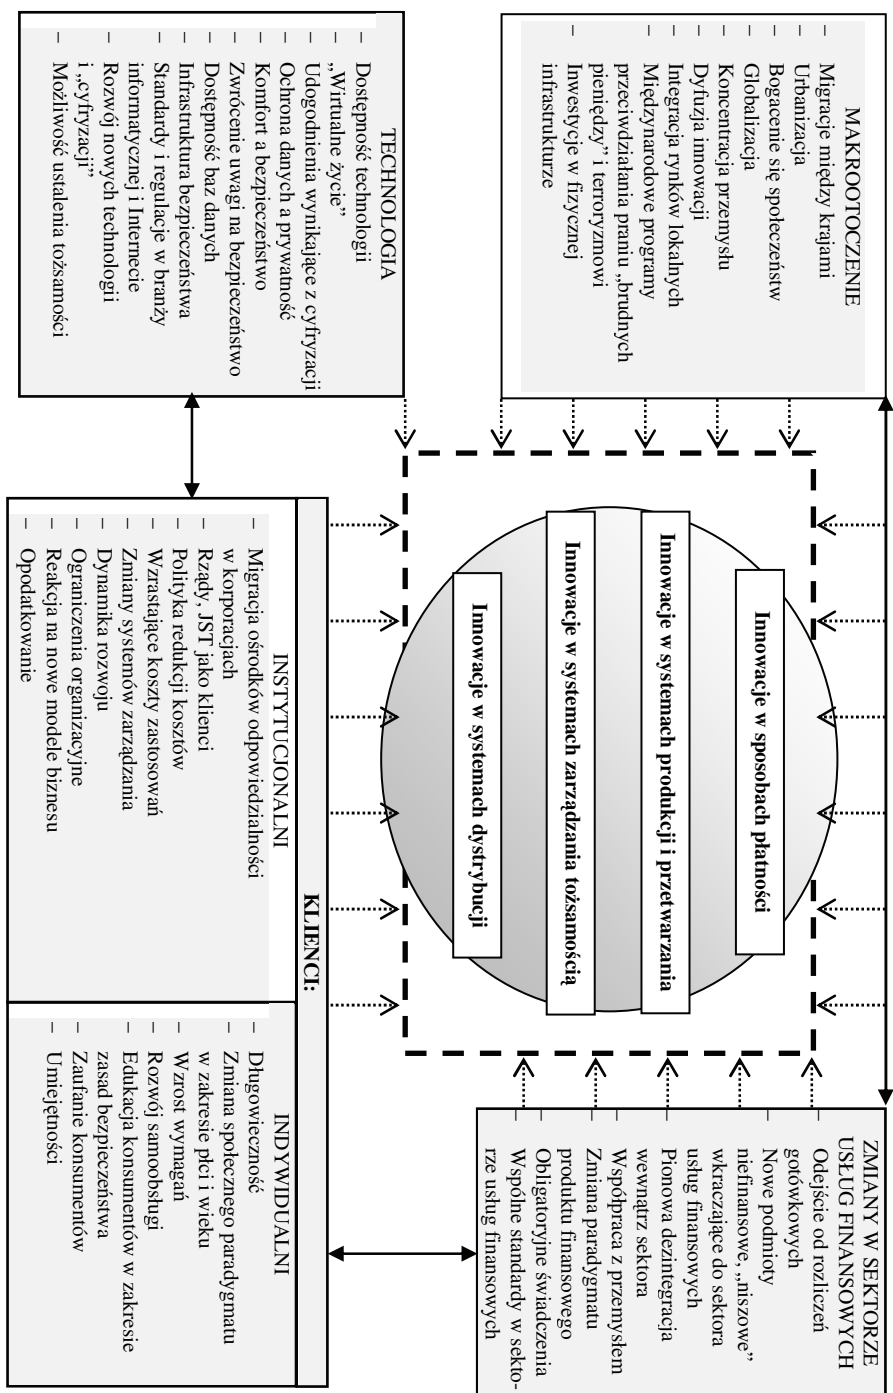 MAKROOTOCZENIE
– Migracje między krajami
– Urbanizacja
– Bogacenie się społeczeństw
– Globalizacja
– Koncentracja przemysłu
– Dyfuzja innowacji
– Integracja rynków lokalnych
– Międzynarodowe programy
przeciwdziałania praniu „brudnych
pieniędzy” i terroryzmowi
– Inwestycje w fizycznej
infrastrukturze
ZMIANY W SEKTORZE
USŁUG FINANSOWYCH
– Odejście od rozliczeń
gotówkowych
– Nowe podmioty
niefinansowe, „niszowe”
wkraczające do sektora
usług finansowych
– Pionowa dezintegracja
wewnątrz sektora
– Współpraca z przemysłem
– Zmiana paradygmatu
produktu finansowego
– Obligatoryjne świadczenia
– Wspólne standardy w sekto-
rze usług finansowych
Innowacje w sposobach płatności
Innowacje w systemach produkcji i przetwarzania
Innowacje w systemach zarządzania tożsamością
Innowacje w systemach dystrybucji
TECHNOLOGIA
– Dostępność technologii
– „Wirtualne życie”
– Udogodnienia wynikające z cyfryzacji
– Ochrona danych a prywatność
– Komfort a bezpieczeństwo
– Zwrócenie uwagi na bezpieczeństwo
– Dostępność baz danych
– Infrastruktura bezpieczeństwa
– Standardy i regulacje w branży
informatycznej i Internecie
– Rozwój nowych technologii
i „cyfryzacji”
– Możliwość ustalenia tożsamości
KLIENCI:
INSTYTUCJONALNI
– Migracja ośrodków odpowiedzialności
w korporacjach
– Rządy, JST jako klienci
– Polityka redukcji kosztów
– Wzrastające koszty zastosowań
– Zmiany systemów zarządzania
– Dynamika rozwoju
– Ograniczenia organizacyjne
– Reakcja na nowe modele biznesu
– Opodatkowanie
INDYWIDUALNI
– Długowieczność
– Zmiana społecznego paradygmatu
w zakresie płci i wieku
– Wzrost wymagań
– Rozwój samoobsługi
– Edukacja konsumentów w zakresie
zasad bezpieczeństwa
– Zaufanie konsumentów
– Umiejętności